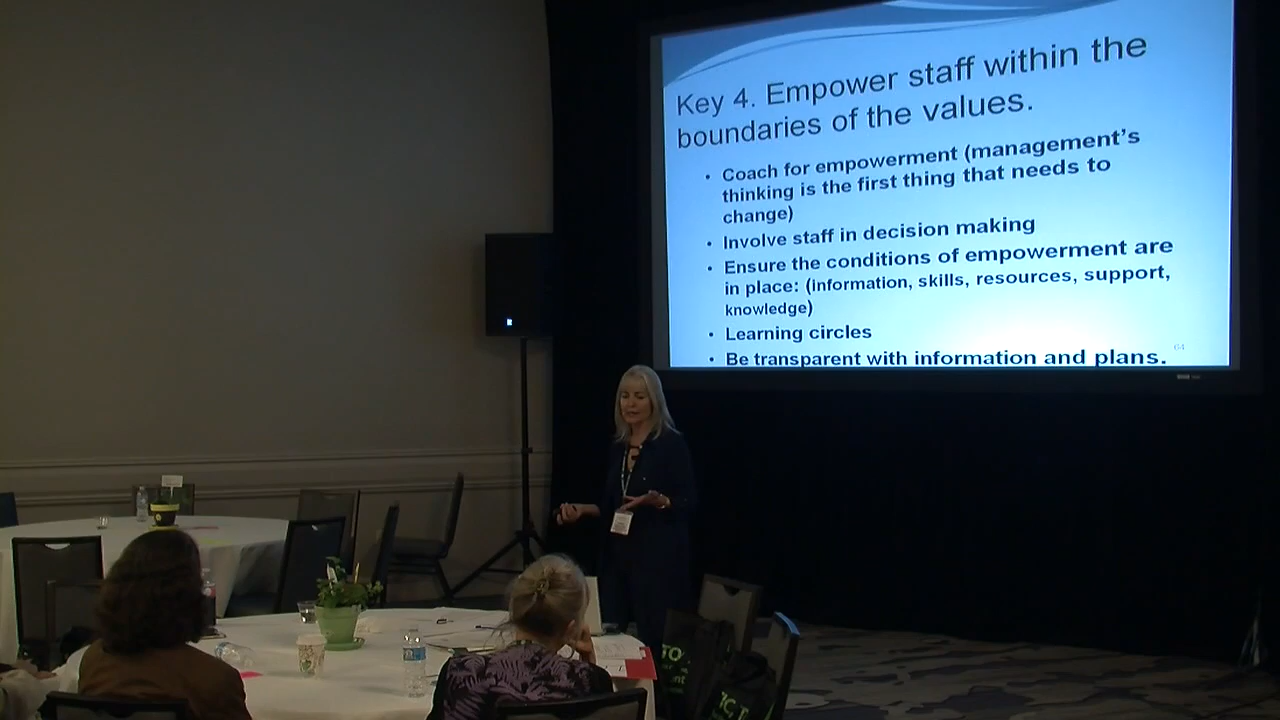 Key 4. Empower staff within the
boundaries of the values.
• Coach for empowerment (management's
thinking is the first thing that needs to
change)
• Involve staff in decision making
• Ensure the conditions of empowerment are
in place: (information, skills, resources, support,
knowledge)
• Learning circles
• Be transparent with information and plans.
64